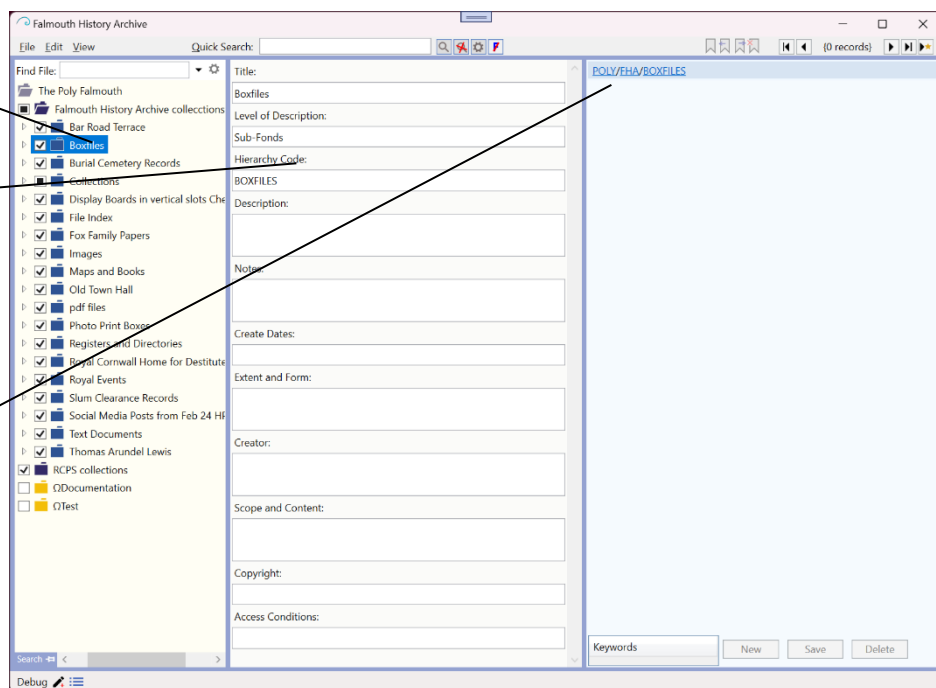 Falmouth History Archive
File Edit View Quick Search: F {0 records}
Find File:
The Poly Falmouth
Falmouth History Archive collecctions
Bar Road Terrace
Boxfiles
Burial Cemetery Records
Collections
Display Boards in vertical slots Che
File Index
Fox Family Papers
Images
Maps and Books
Old Town Hall
pdf files
Photo Print Boxes
Registers and Directories
Royal Cornwall Home for Destitute
Royal Events
Slum Clearance Records
Social Media Posts from Feb 24 HF
Text Documents
Thomas Arundel Lewis
RCPS collections
ΩDocumentation
ΩTest
Search
Title:
Boxfiles
Level of Description:
Sub-Fonds
Hierarchy Code:
BOXFILES
Description:
Notes:
Create Dates:
Extent and Form:
Creator:
Scope and Content:
Copyright:
Access Conditions:
POLY/FHA/BOXFILES
Keywords New Save Delete
Debug